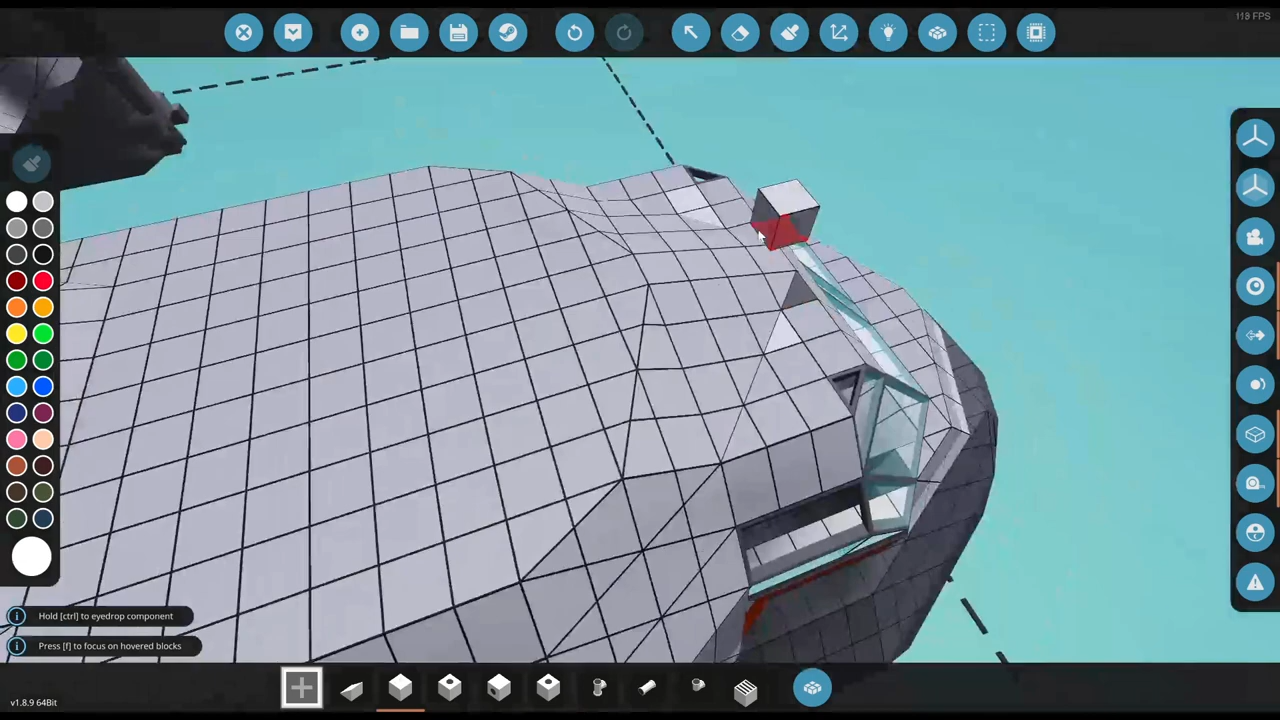 118 FPS
Hold [ctrl] to eyedrop component
Press [f] to focus on hovered blocks
v1.8.9 64Bit